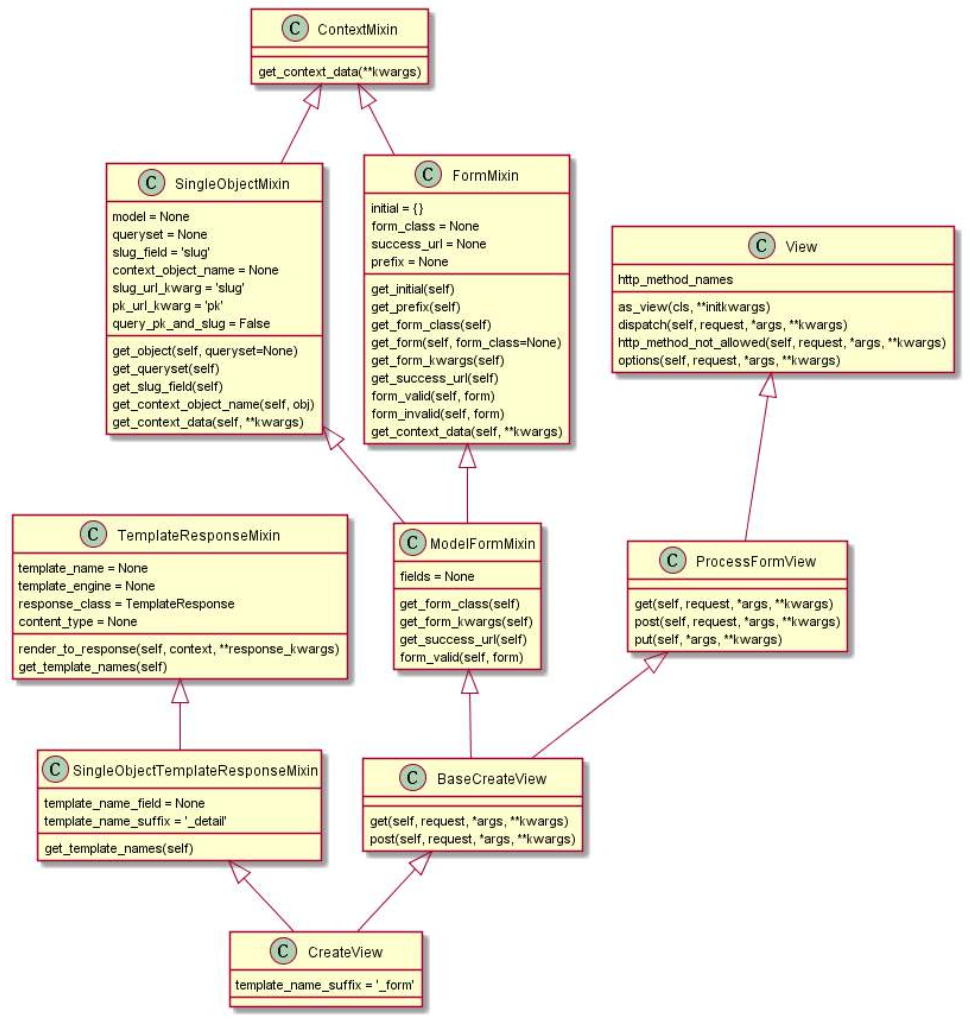 C ContextMixin
get_context_data(**kwargs)
C SingleObjectMixin
model = None
queryset = None
slug_field = 'slug'
context_object_name = None
slug_url_kwarg = 'slug'
pk_url_kwarg = 'pk'
query_pk_and_slug = False
get_object(self, queryset=None)
get_queryset(self)
get_slug_field(self)
get_context_object_name(self, obj)
get_context_data(self, **kwargs)
C FormMixin
initial = {}
form_class = None
success_url = None
prefix = None
get_initial(self)
get_prefix(self)
get_form_class(self)
get_form(self, form_class=None)
get_form_kwargs(self)
get_success_url(self)
form_valid(self, form)
form_invalid(self, form)
get_context_data(self, **kwargs)
C View
http_method_names
as_view(cls, **initkwargs)
dispatch(self, request, *args, **kwargs)
http_method_not_allowed(self, request, *args, **kwargs)
options(self, request, *args, **kwargs)
C TemplateResponseMixin
template_name = None
template_engine = None
response_class = TemplateResponse
content_type = None
render_to_response(self, context, **response_kwargs)
get_template_names(self)
C ModelFormMixin
fields = None
get_form_class(self)
get_form_kwargs(self)
get_success_url(self)
form_valid(self, form)
C ProcessFormView
get(self, request, *args, **kwargs)
post(self, request, *args, **kwargs)
put(self, *args, **kwargs)
C SingleObjectTemplateResponseMixin
template_name_field = None
template_name_suffix = '_detail'
get_template_names(self)
C BaseCreateView
get(self, request, *args, **kwargs)
post(self, request, *args, **kwargs)
C CreateView
template_name_suffix = '_form'